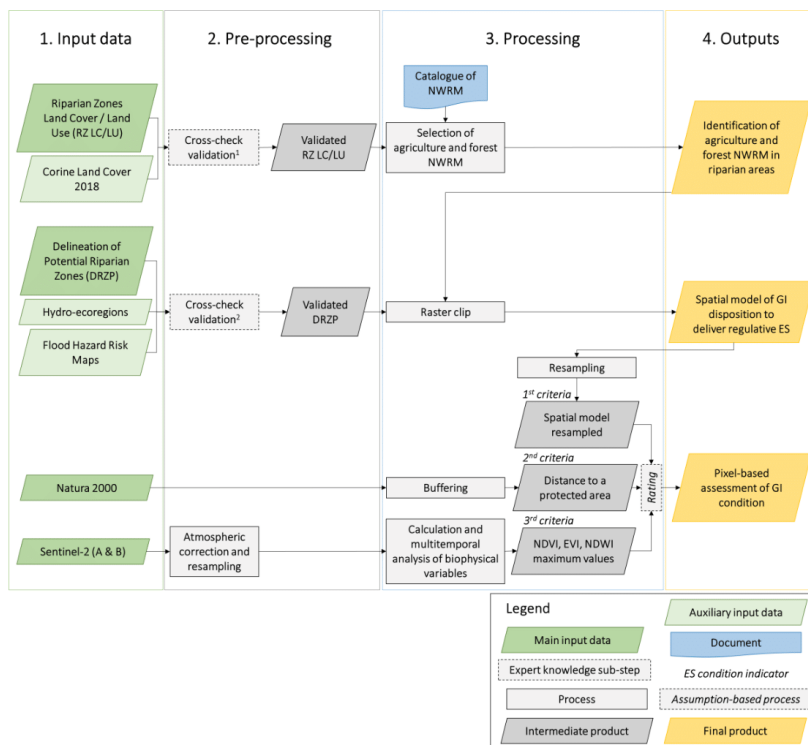 1. Input data
2. Pre-processing
3. Processing
4. Outputs
Riparian Zones
Land Cover / Land
Use (RZ LC/LU)
Corine Land Cover
2018
Cross-check
validation1
Validated
RZ LC/LU
Catalogue of
NWRM
Selection of
agriculture and forest
NWRM
Identification of
agriculture and
forest NWRM in
riparian areas
Delineation of
Potential Riparian
Zones (DRZP)
Hydro-ecoregions
Flood Hazard Risk
Maps
Cross-check
validation2
Validated
DRZP
Raster clip
Spatial model of GI
disposition to
deliver regulative ES
Resampling
1st criteria
Spatial model
resampled
2nd criteria
Natura 2000
Buffering
Distance to a
protected area
Rating
Pixel-based
assessment of GI
condition
3rd criteria
Sentinel-2 (A & B)
Atmospheric
correction and
resampling
Calculation and
multitemporal
analysis of biophysical
variables
NDVI, EVI, NDWI
maximum values
Legend
Auxiliary input data
Main input data
Document
Expert knowledge sub-step
ES condition indicator
Process
Assumption-based process
Intermediate product
Final product